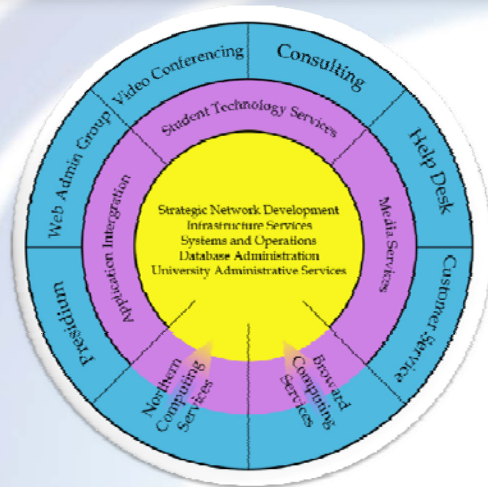 Video Conferencing
Consulting
Help Desk
Customer Service
Web Admin Group
Presidium
Student Technology Services
Application Intergration
Media Services
Strategic Network Development
Infrastructure Services
Systems and Operations
Database Administration
University Administrative Services
Northern
Computing
Services
Broward
Computing
Services